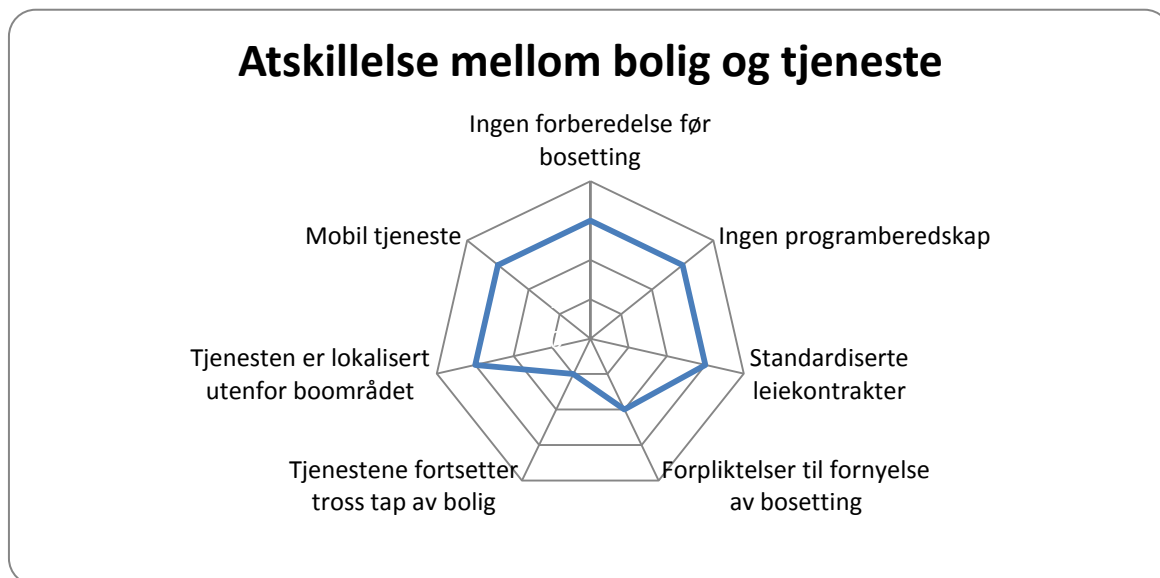 Atskillelse mellom bolig og tjeneste
Ingen forberedelse før
bosetting
Ingen programberedskap
Standardiserte
leiekontrakter
Forpliktelser til fornyelse
av bosetting
Tjenestene fortsetter
tross tap av bolig
Tjenesten er lokalisert
utenfor boområdet
Mobil tjeneste